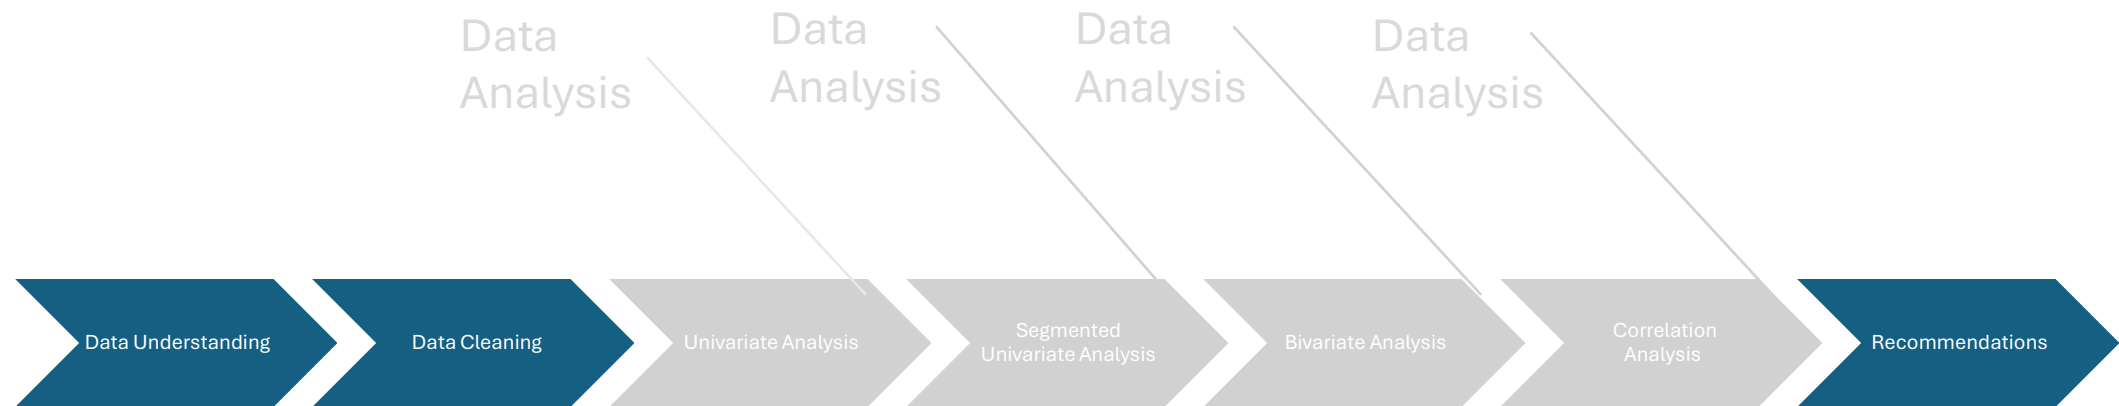 Data
Analysis
Data
Analysis
Data
Analysis
Data
Analysis
Data Understanding
Data Cleaning
Univariate Analysis
Segmented
Univariate Analysis
Bivariate Analysis
Correlation
Analysis
Recommendations